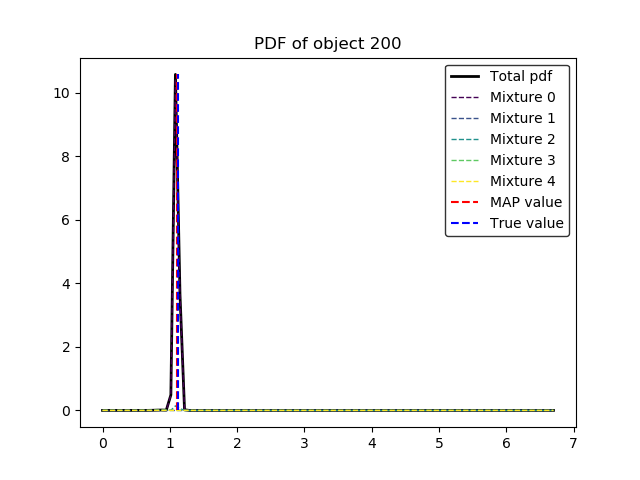 PDF of object 200
Total pdf
Mixture 0
Mixture 1
Mixture 2
Mixture 3
Mixture 4
MAP value
True value
10
8
6
4
2
0
0 1 2 3 4 5 6 7